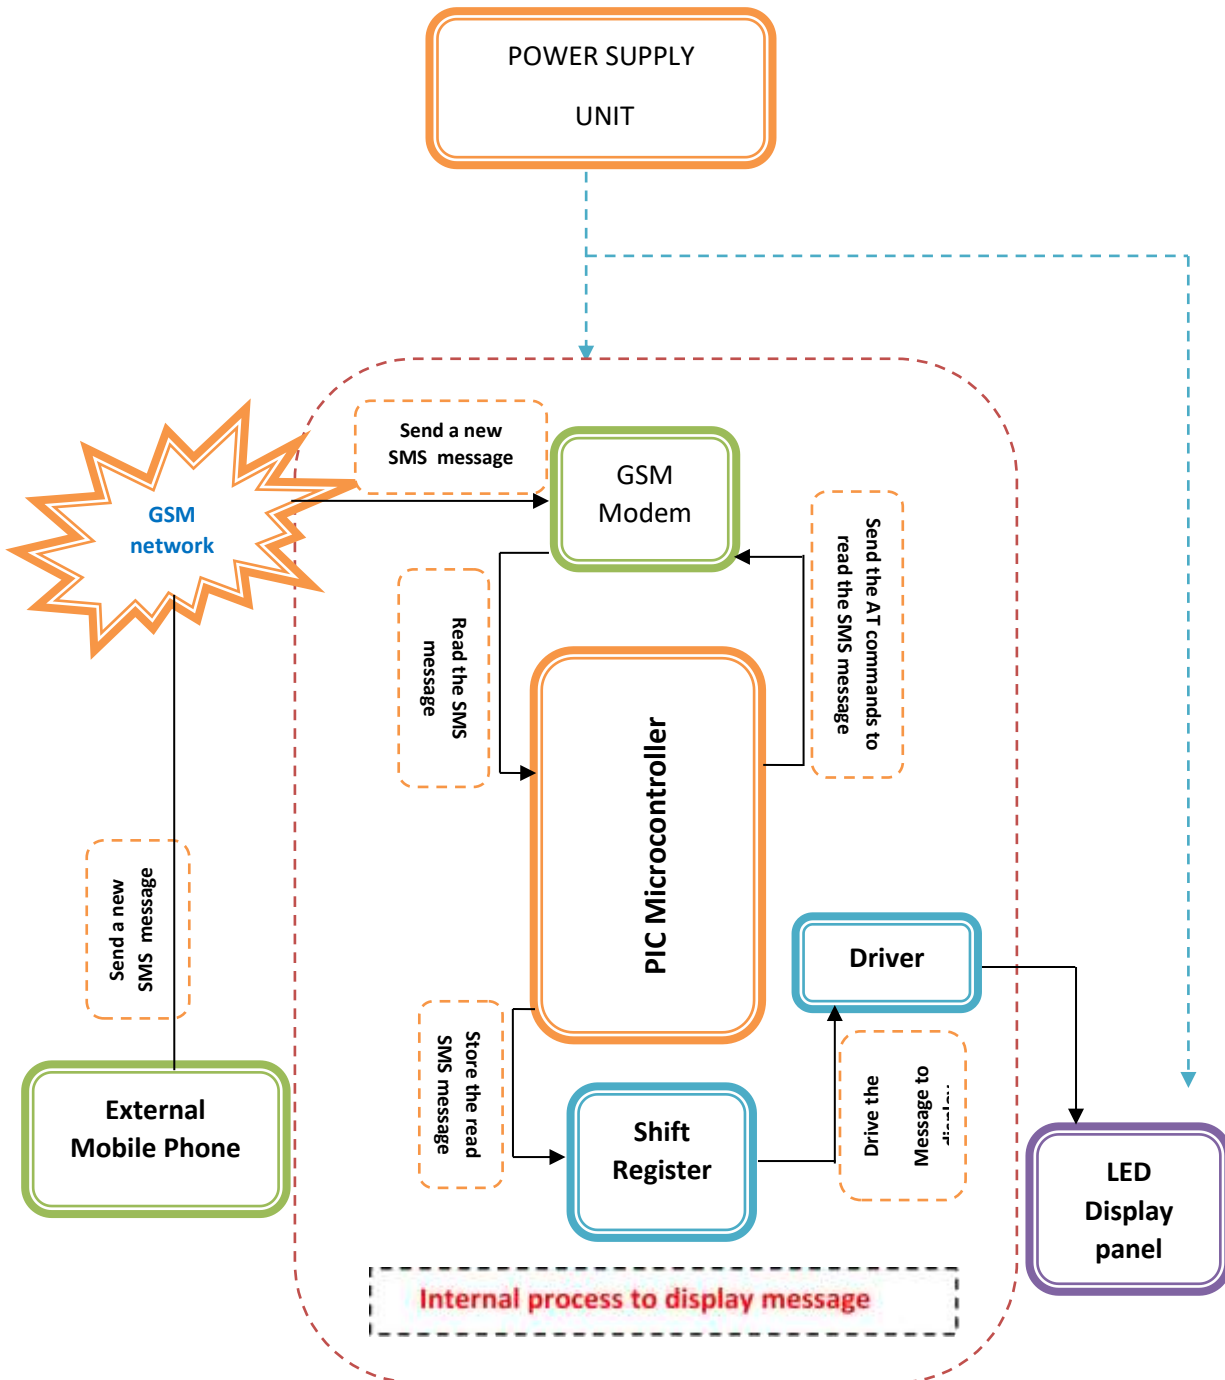 POWER SUPPLY
UNIT
Send a new
SMS message
GSM
Modem
GSM
network
Send the AT commands to
read the SMS message
Read the SMS
message
PIC Microcontroller
Send a new
SMS message
Driver
Store the read
SMS message
Drive the
Message to
display
External
Mobile Phone
Shift
Register
LED
Display
panel
Internal process to display message